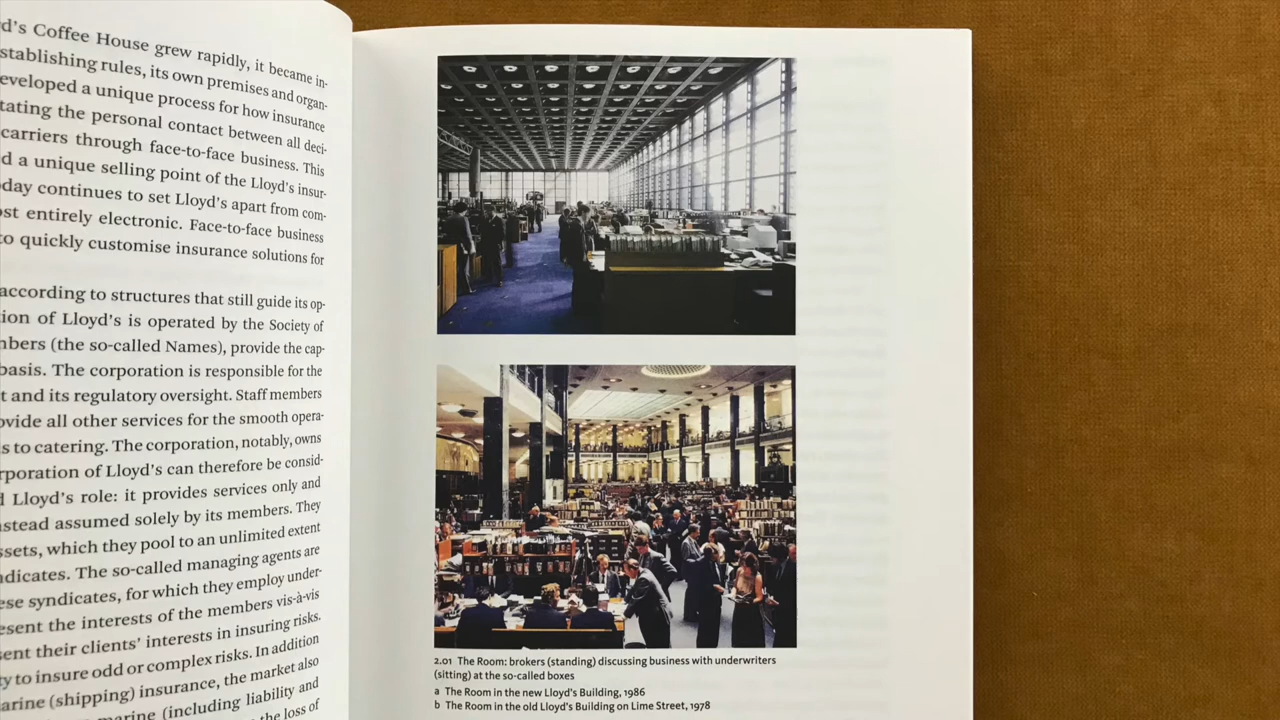 d's Coffee House grew rapidly, it became in-
stablishing rules, its own premises and organ-
eveloped a unique process for how insurance
tating the personal contact between all deci-
carriers through face-to-face business. This
d a unique selling point of the Lloyd's insur-
day continues to set Lloyd's apart from com-
ost entirely electronic. Face-to-face business
to quickly customise insurance solutions for
according to structures that still guide its op-
ion of Lloyd's is operated by the Society of
nbers (the so-called Names), provide the cap-
basis. The corporation is responsible for the
t and its regulatory oversight. Staff members
ovide all other services for the smooth opera-
s to catering. The corporation, notably, owns
rporation of Lloyd's can therefore be consid-
d Lloyd's role: it provides services only and
nstead assumed solely by its members. They
ssets, which they pool to an unlimited extent
ndicates. The so-called managing agents are
ese syndicates, for which they employ under-
esent the interests of the members vis-à-vis
sent their clients' interests in insuring risks.
ty to insure odd or complex risks. In addition
arine (shipping) insurance, the market also
marine (including liability and
the loss of
2.01 The Room: brokers (standing) discussing business with underwriters
(sitting) at the so-called boxes
a The Room in the new Lloyd's Building, 1986
b The Room in the old Lloyd's Building on Lime Street, 1978